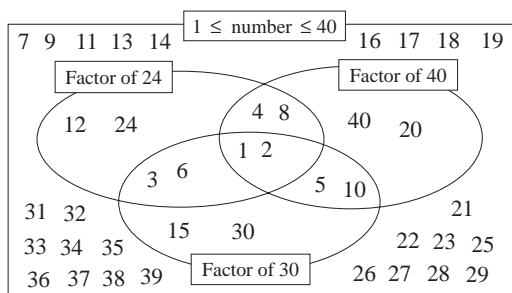 1 ≤ number ≤ 40
7 9 11 13 14 16 17 18 19
Factor of 24 Factor of 40
4 8
12 24 40 20
1 2
3 6 5 10
31 32 15 30 21
33 34 35 22 23 25
Factor of 30
36 37 38 39 26 27 28 29